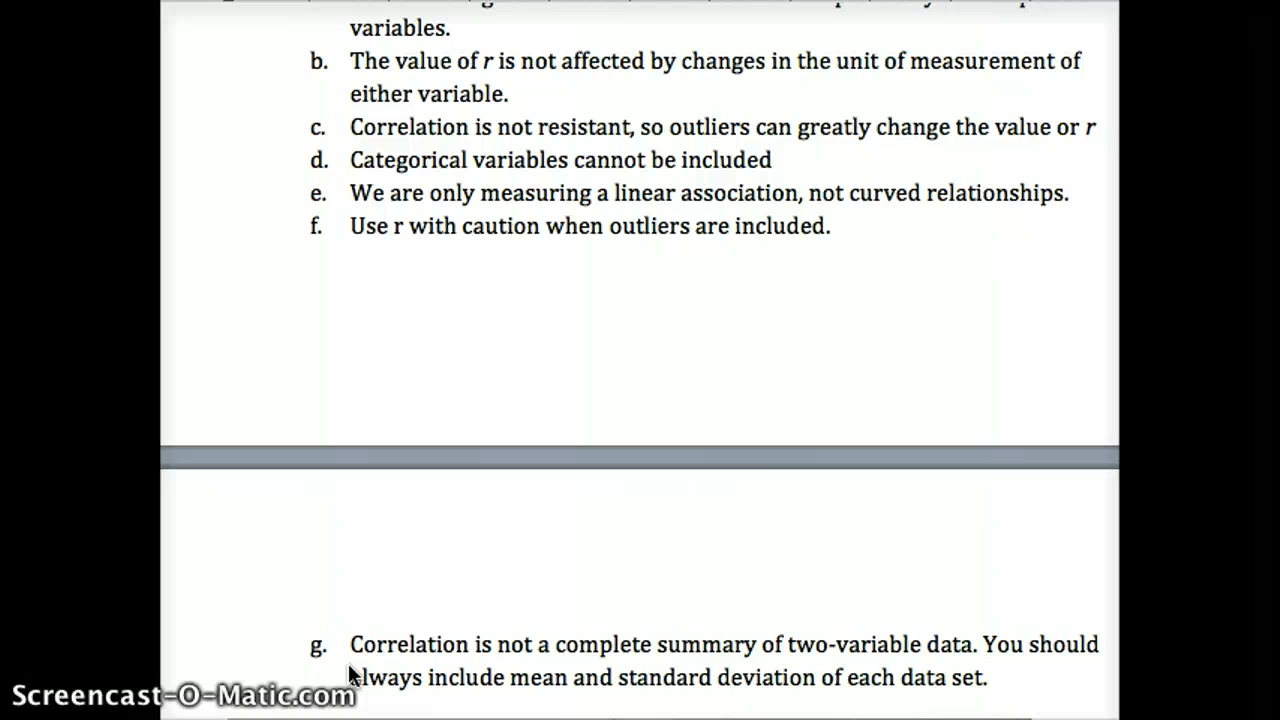 variables.
b. The value of r is not affected by changes in the unit of measurement of
either variable.
c. Correlation is not resistant, so outliers can greatly change the value or r
d. Categorical variables cannot be included
e. We are only measuring a linear association, not curved relationships.
f. Use r with caution when outliers are included.
g. Correlation is not a complete summary of two-variable data. You should
always include mean and standard deviation of each data set.
Screencast-O-Matic.com